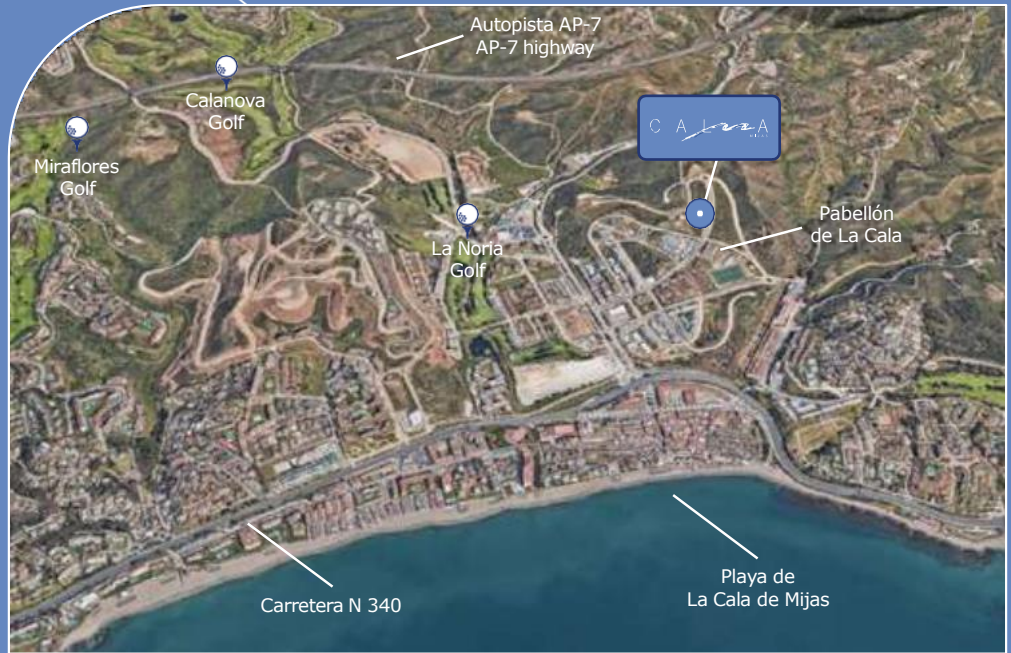 Autopista AP-7
AP-7 highway
Calanova
Golf
Miraflores
Golf
Pabellón
de La Cala
La Noria
Golf
Carretera N 340
Playa de
La Cala de Mijas